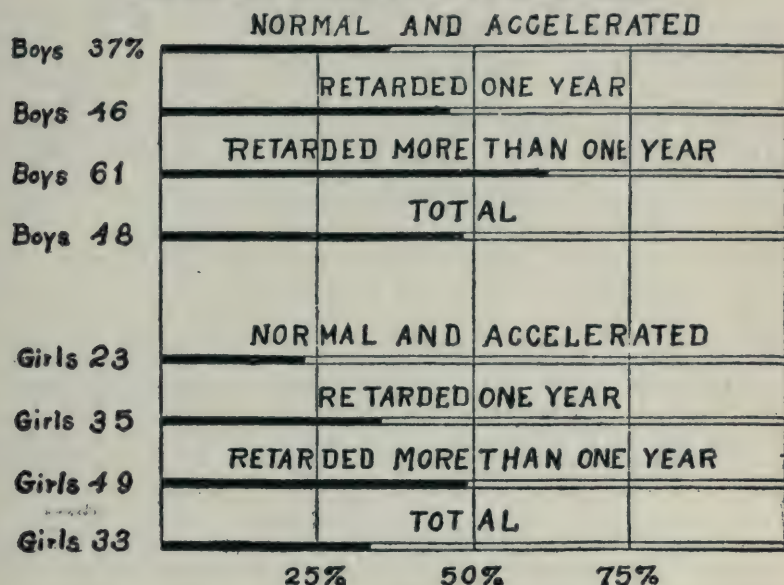 NORMAL AND ACCELERATED
Boys 37%
RETARDED ONE YEAR
Boys 46
RETARDED MORE THAN ONE YEAR
Boys 61
TOTAL
Boys 48
NORMAL AND ACCELERATED
Girls 23
RETARDED ONE YEAR
Girls 35
RETARDED MORE THAN ONE YEAR
Girls 49
TOTAL
Girls 33
25% 50% 75%